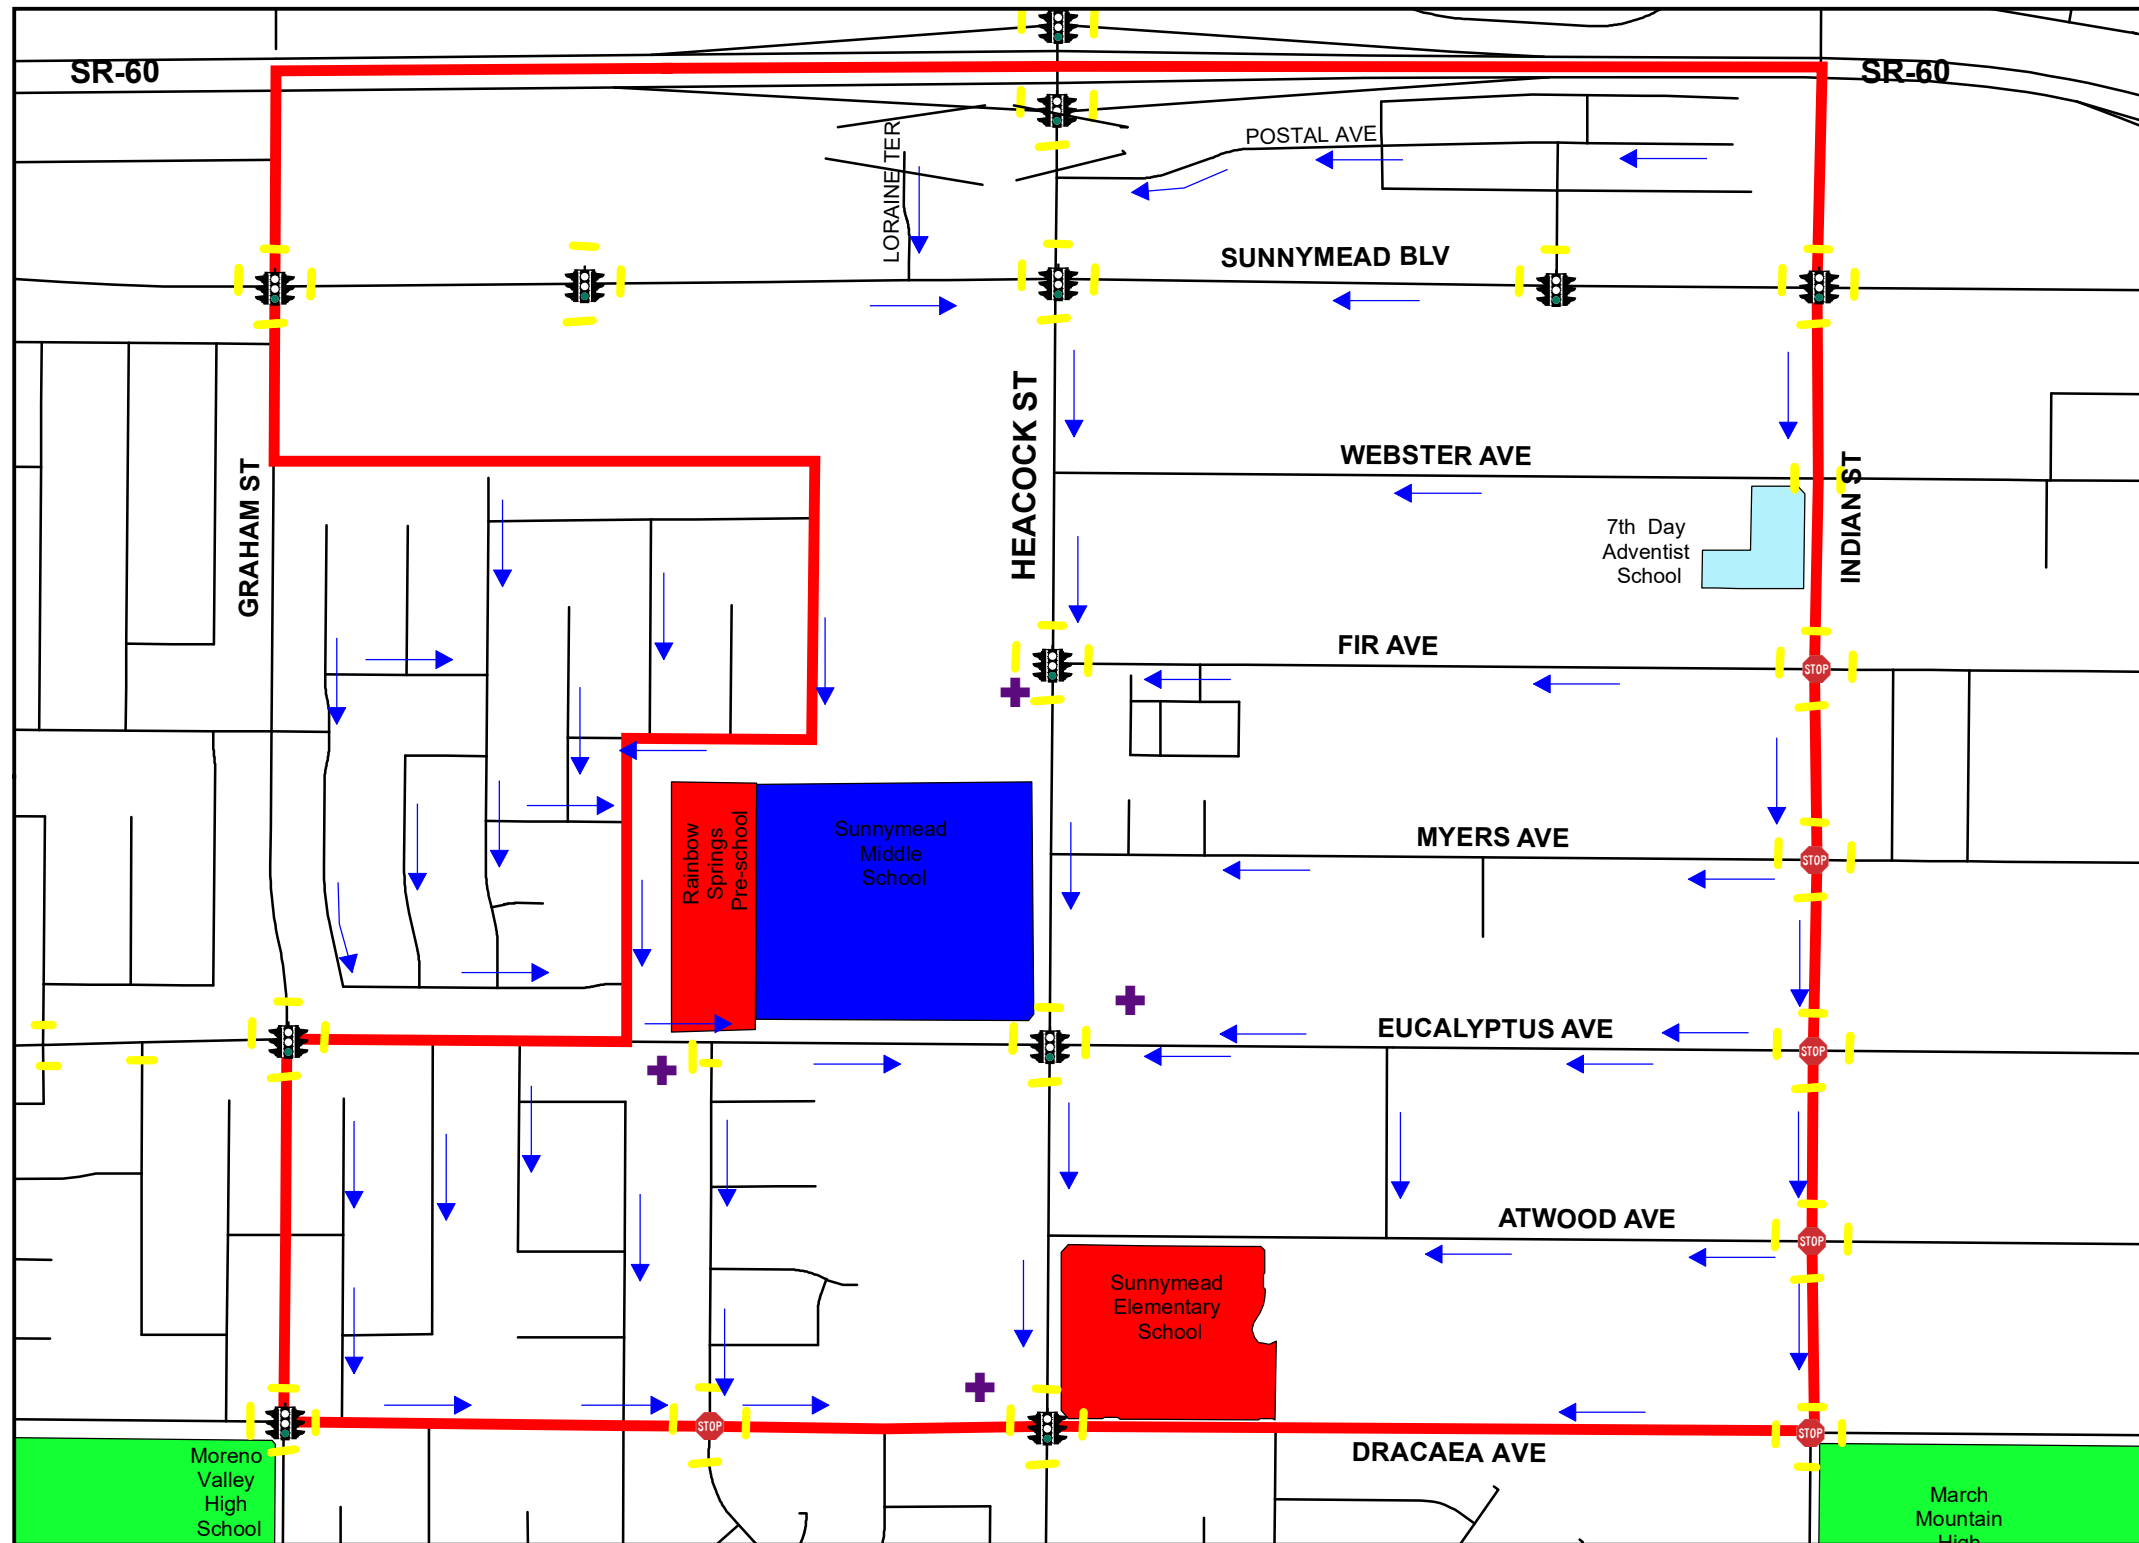 SR-60
SR-60
POSTAL AVE
LORAINE TER
SUNNYMEAD BLV
HEACOCK ST
WEBSTER AVE
GRAHAM ST
INDIAN ST
7th Day
Adventist
School
FIR AVE
STOP
Rainbow
Springs
Pre-school
Sunnymead
Middle
School
MYERS AVE
STOP
EUCALYPTUS AVE
STOP
ATWOOD AVE
STOP
Sunnymead
Elementary
School
STOP
STOP
DRACAEA AVE
Moreno
Valley
High
School
March
Mountain
High